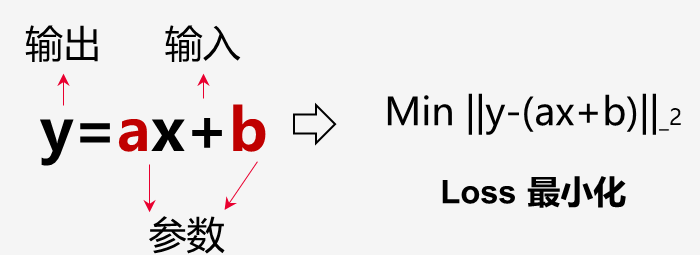 输出 输入
y=ax+b
参数
Min ||y-(ax+b)||_2
Loss 最小化